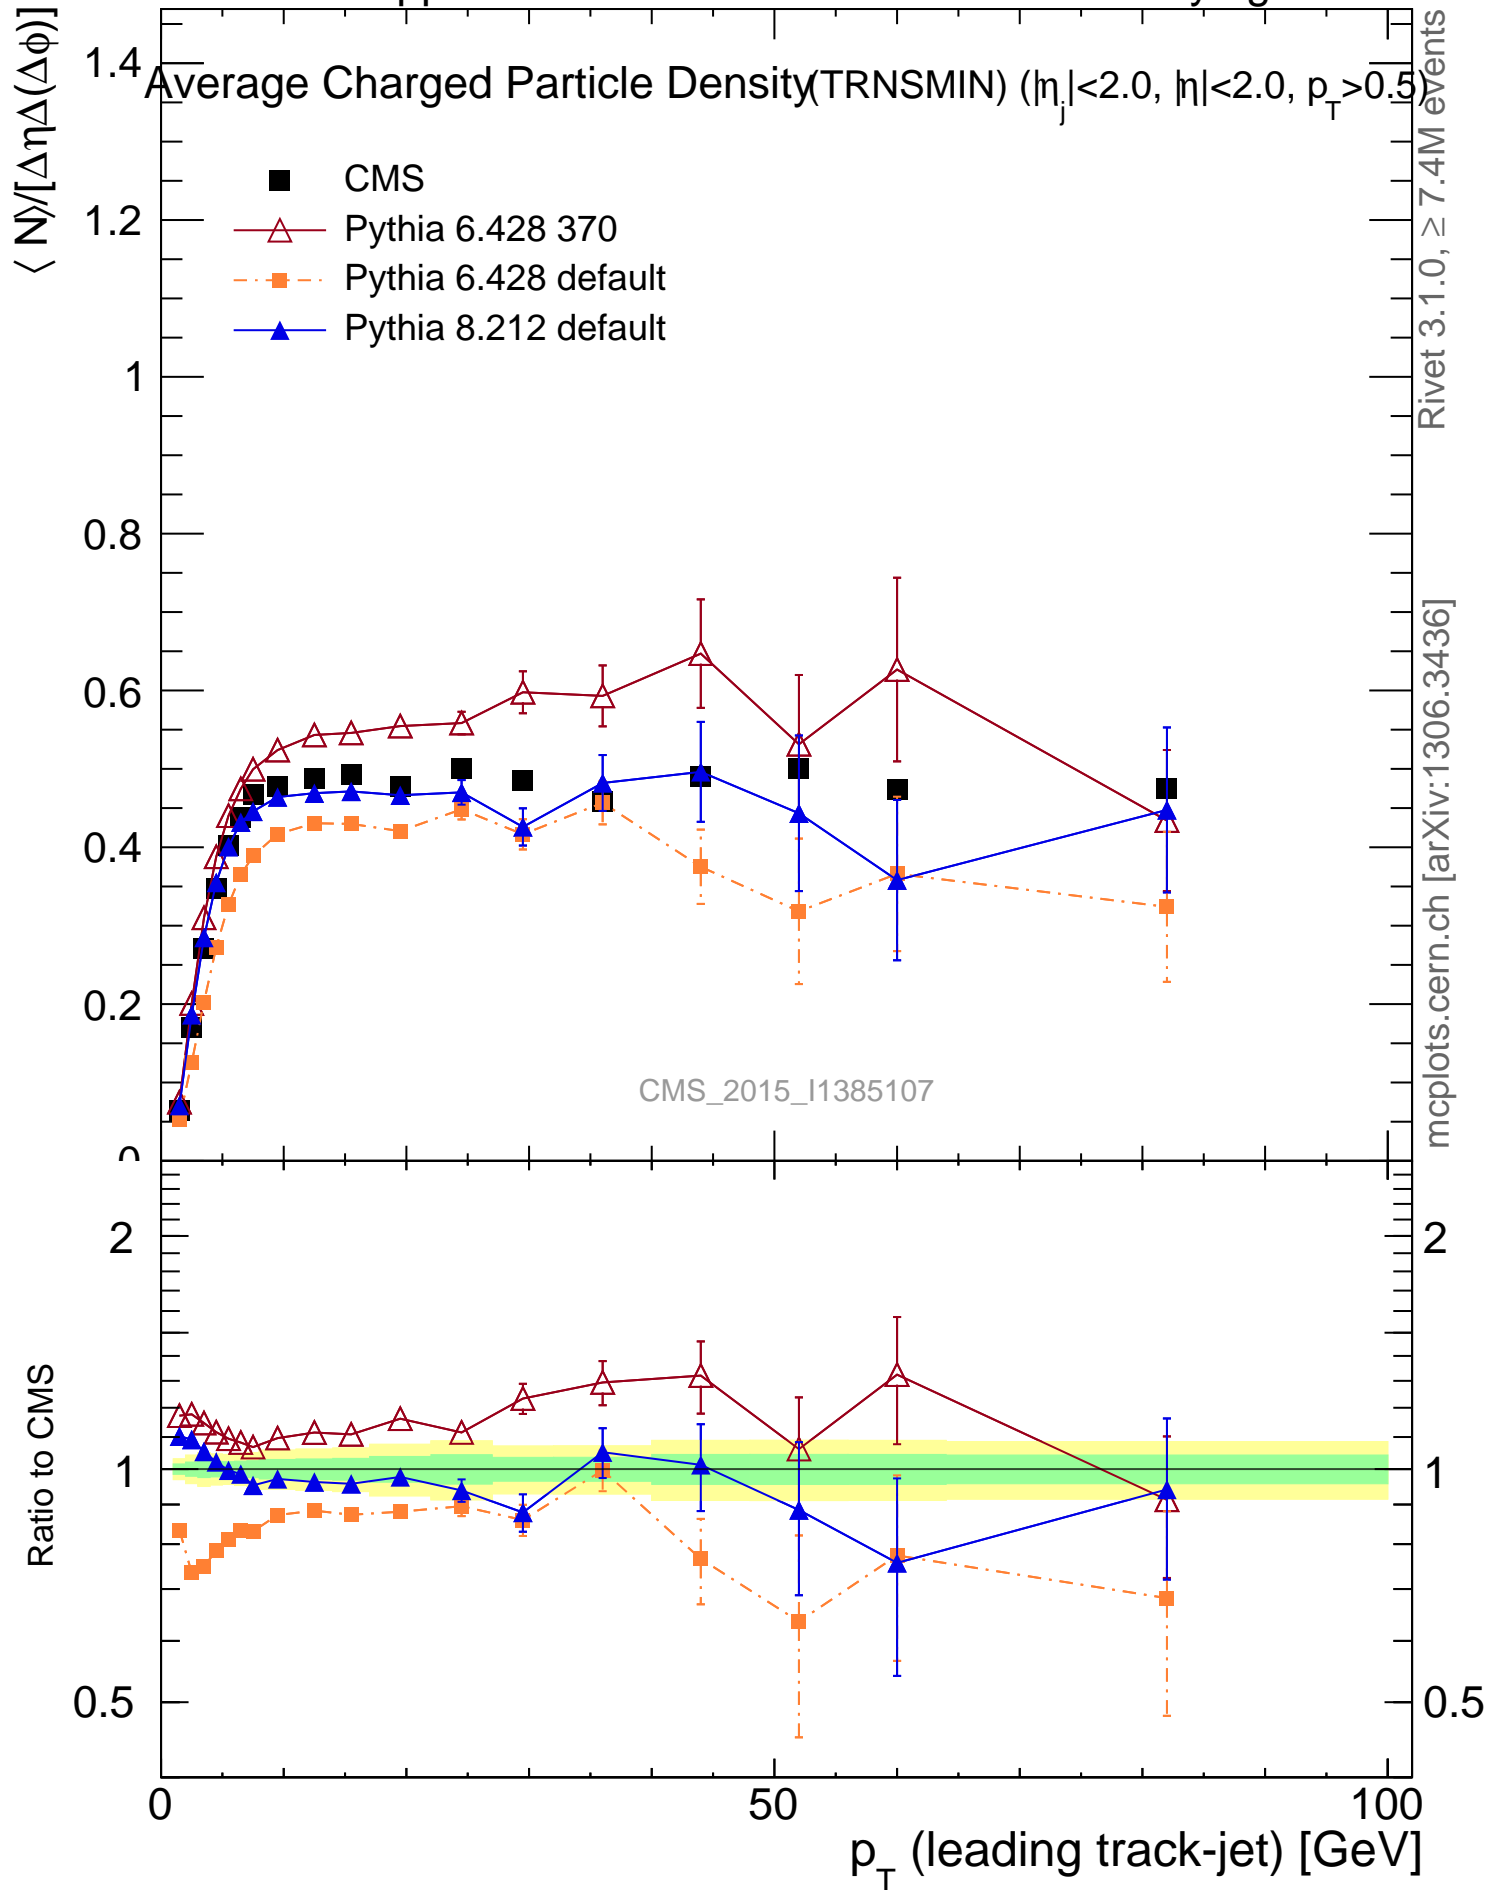 Average Charged Particle Density (TRNSMIN) (|ηj|<2.0, |η|<2.0, pT>0.5)
⟨ N⟩/[ΔηΔ(Δϕ)]
CMS
Pythia 6.428 370
Pythia 6.428 default
Pythia 8.212 default
1.4
1.2
1
0.8
0.6
0.4
0.2
0
CMS_2015_I1385107
Rivet 3.1.0, ≥ 7.4M events
mcplots.cern.ch [arXiv:1306.3436]
Ratio to CMS
2
1
0.5
2
1
0.5
0
50
100
pT (leading track-jet) [GeV]